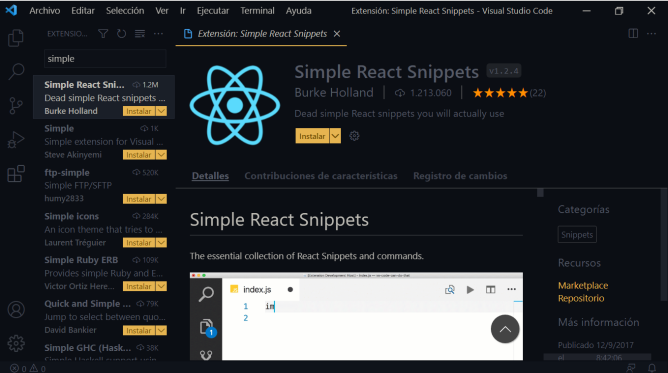 Archivo Editar Selección Ver Ir Ejecutar Terminal Ayuda
Extensión: Simple React Snippets - Visual Studio Code
EXTENSIO...
Extensión: Simple React Snippets
simple
Simple React Sni... 1.2M
Dead simple React snippets ...
Burke Holland Instalar
Simple 1K
Simple extension for Visual ...
Steve Akinyemi Instalar
ftp-simple 520K
Simple FTP/SFTP
humy2833 Instalar
Simple icons 284K
An icon theme that tries to ...
Laurent Tréguier Instalar
Simple Ruby ERB 109K
Provides simple Ruby and E...
Victor Ortiz Here... Instalar
Quick and Simple ... 79K
Jump to select between quo...
David Bankier Instalar
Simple GHC (Hask... 38K
Simple React Snippets v1.2.4
Burke Holland 1.213.060 (22)
Dead simple React snippets you will actually use
Instalar
Detalles Contribuciones de características Registro de cambios
Simple React Snippets
The essential collection of React Snippets and commands.
index.js
1 im
2
1
Categorías
Snippets
Recursos
Marketplace
Repositorio
Más información
Publicado 12/9/2017
el 8:42:06
0 0